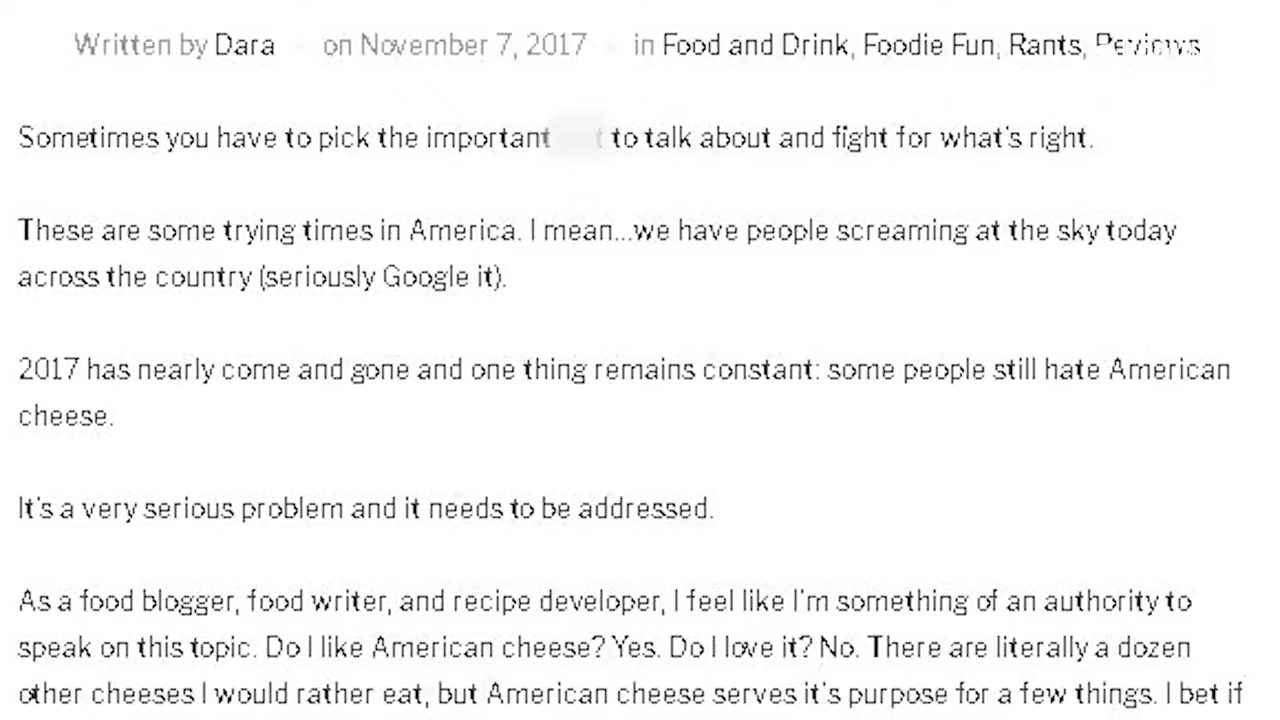 Written by Dara on November 7, 2017 in Food and Drink, Foodie Fun, Rants, Reviews
Sometimes you have to pick the important to talk about and fight for what's right.
These are some trying times in America. I mean...we have people screaming at the sky today
across the country (seriously Google it).
2017 has nearly come and gone and one thing remains constant: some people still hate American
cheese.
It's a very serious problem and it needs to be addressed.
As a food blogger, food writer, and recipe developer, I feel like I'm something of an authority to
speak on this topic. Do I like American cheese? Yes. Do I love it? No. There are literally a dozen
other cheeses I would rather eat, but American cheese serves it's purpose for a few things. I bet if